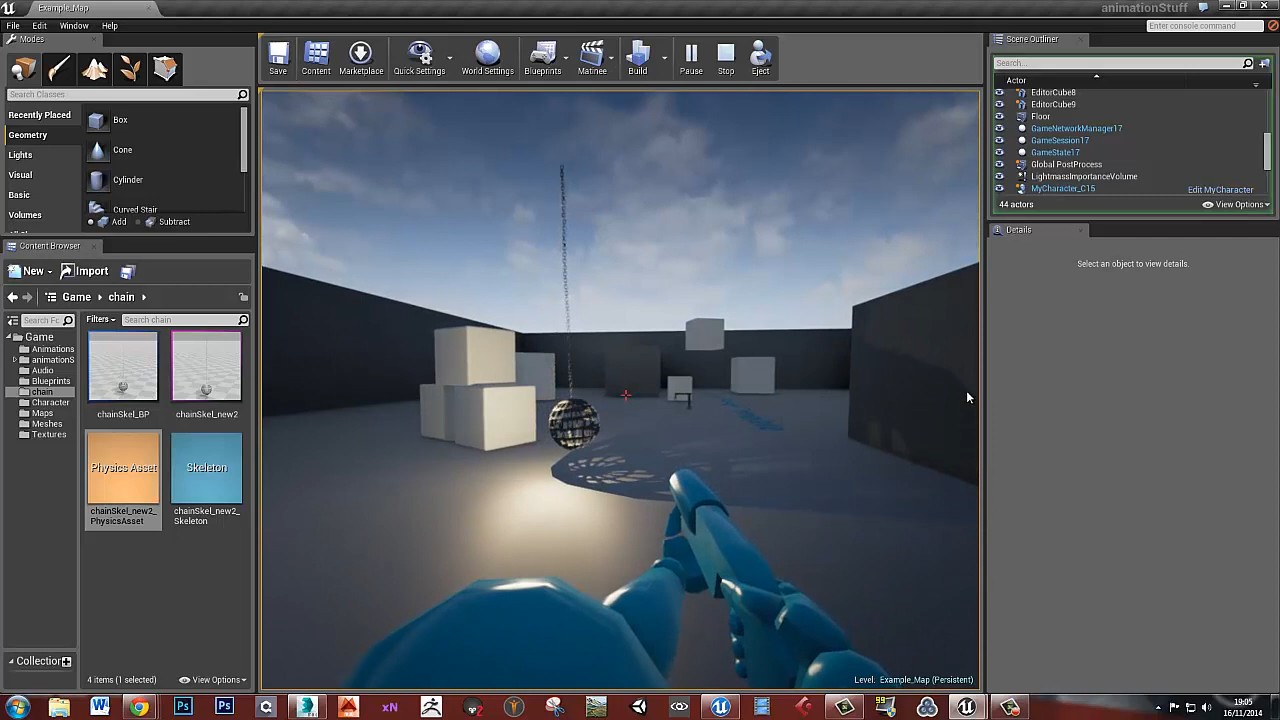 Example_Map
animationStuff
File Edit Window Help
Enter console command
Modes
Search Classes
Recently Placed
Geometry
Lights
Visual
Basic
Volumes
Box
Cone
Cylinder
Curved Stair
Add Subtract
Save
Content
Marketplace
Quick Settings
World Settings
Blueprints
Matinee
Build
Pause
Stop
Eject
Scene Outliner
Search...
Actor
EditorCube8
EditorCube9
Floor
GameNetworkManager17
GameSession17
GameState17
Global PostProcess
LightmassImportanceVolume
MyCharacter_C15 Edit MyCharacter
44 actors View Options
Details
Select an object to view details.
Content Browser
New Import
Game chain
Search Fo
Filters Search chain
Game
Animations
animationS
Audio
Blueprints
chain
Character
Maps
Meshes
Textures
chainSkel_BP
chainSkel_new2
Physics Asset
Skeleton
chainSkel_new2_
PhysicsAsset
chainSkel_new2_
Skeleton
Collection
4 items (1 selected) View Options
Level: Example_Map (Persistent)
19:05
16/11/2014